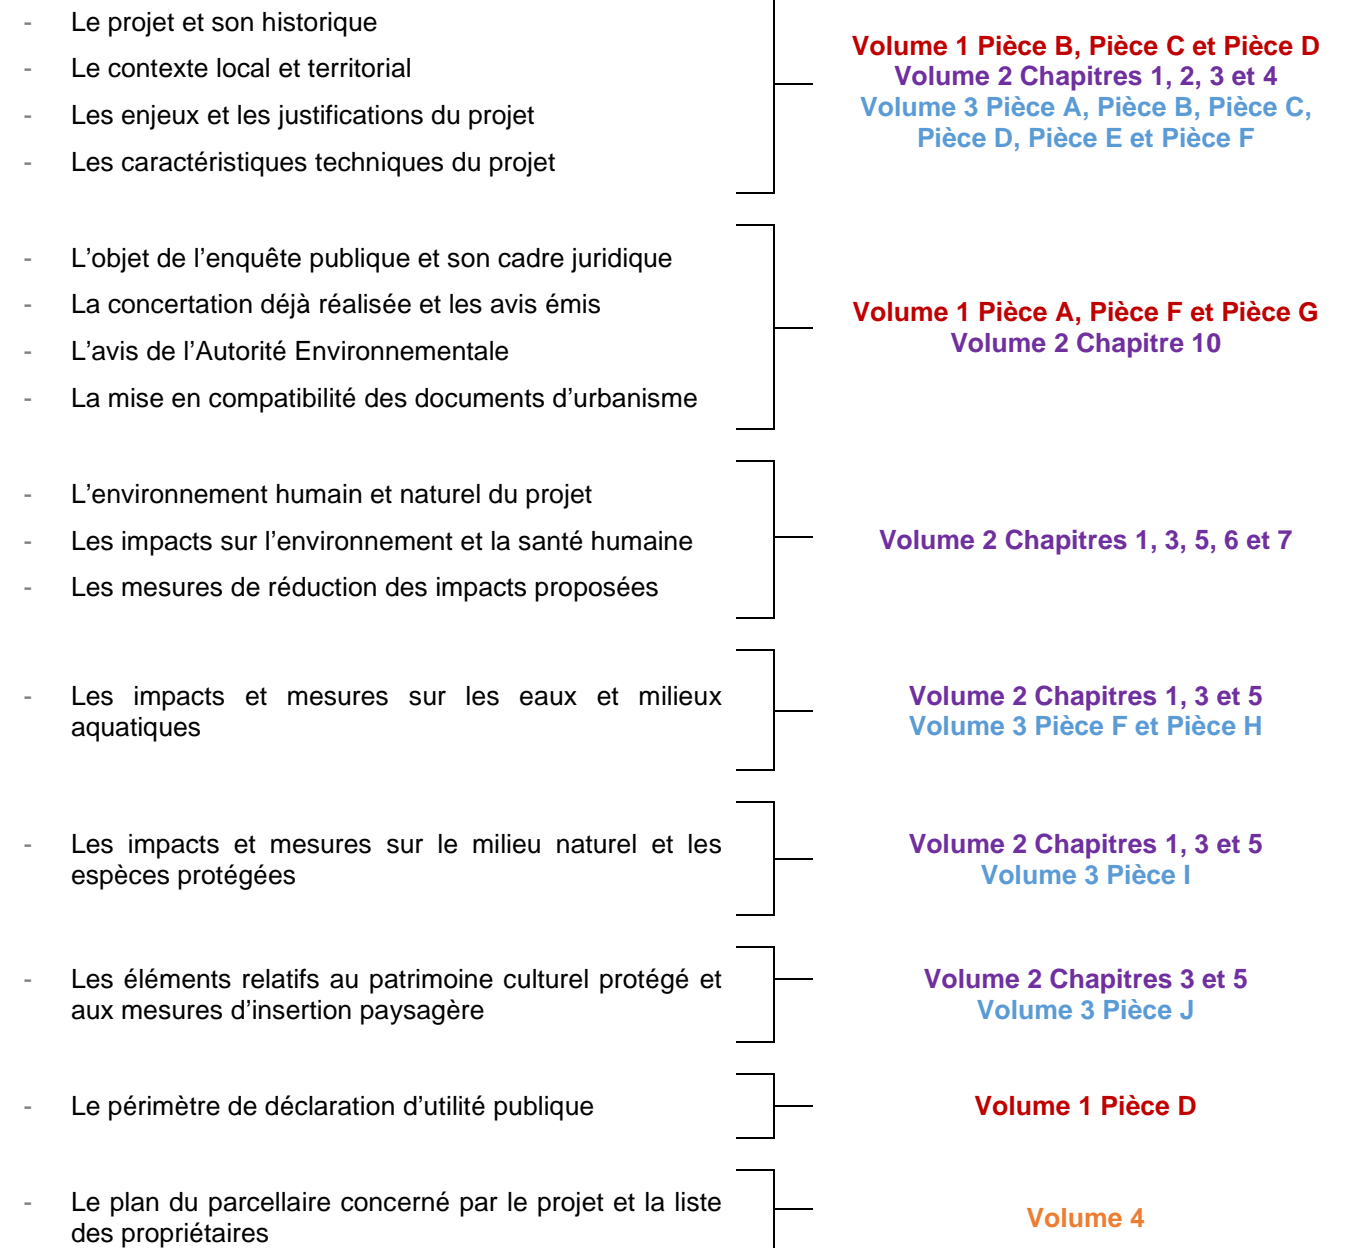 - Le projet et son historique
- Le contexte local et territorial
- Les enjeux et les justifications du projet
- Les caractéristiques techniques du projet
Volume 1 Pièce B, Pièce C et Pièce D
Volume 2 Chapitres 1, 2, 3 et 4
Volume 3 Pièce A, Pièce B, Pièce C,
Pièce D, Pièce E et Pièce F
- L’objet de l’enquête publique et son cadre juridique
- La concertation déjà réalisée et les avis émis
- L’avis de l’Autorité Environnementale
- La mise en compatibilité des documents d’urbanisme
Volume 1 Pièce A, Pièce F et Pièce G
Volume 2 Chapitre 10
- L’environnement humain et naturel du projet
- Les impacts sur l’environnement et la santé humaine
- Les mesures de réduction des impacts proposées
Volume 2 Chapitres 1, 3, 5, 6 et 7
- Les impacts et mesures sur les eaux et milieux
aquatiques
Volume 2 Chapitres 1, 3 et 5
Volume 3 Pièce F et Pièce H
- Les impacts et mesures sur le milieu naturel et les
espèces protégées
Volume 2 Chapitres 1, 3 et 5
Volume 3 Pièce I
- Les éléments relatifs au patrimoine culturel protégé et
aux mesures d’insertion paysagère
Volume 2 Chapitres 3 et 5
Volume 3 Pièce J
- Le périmètre de déclaration d’utilité publique
Volume 1 Pièce D
- Le plan du parcellaire concerné par le projet et la liste
des propriétaires
Volume 4